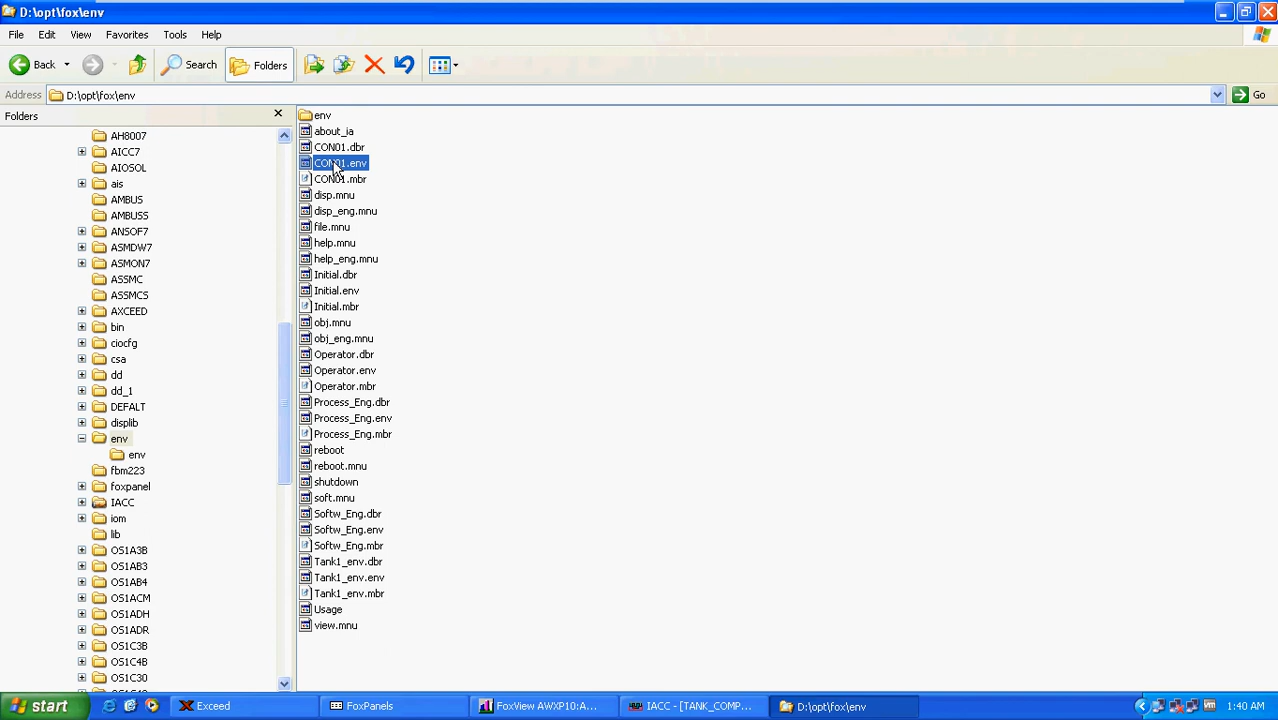 D:\opt\fox\env
File Edit View Favorites Tools Help
Back Search Folders
Address D:\opt\fox\env Go
Folders
AH8007
AICC7
AIOSOL
ais
AMBUS
AMBUSS
ANSOF7
ASMDW7
ASMON7
ASSMC
ASSMCS
AXCEED
bin
ciocfg
csa
dd
dd_1
DEFALT
displib
env
env
fbm223
foxpanel
IACC
iom
lib
OS1A3B
OS1AB3
OS1AB4
OS1ACM
OS1ADH
OS1ADR
OS1C3B
OS1C4B
OS1C30
env
about_ia
CON01.dbr
CON01.env
CON01.mbr
disp.mnu
disp_eng.mnu
file.mnu
help.mnu
help_eng.mnu
Initial.dbr
Initial.env
Initial.mbr
obj.mnu
obj_eng.mnu
Operator.dbr
Operator.env
Operator.mbr
Process_Eng.dbr
Process_Eng.env
Process_Eng.mbr
reboot
reboot.mnu
shutdown
soft.mnu
Softw_Eng.dbr
Softw_Eng.env
Softw_Eng.mbr
Tank1_env.dbr
Tank1_env.env
Tank1_env.mbr
Usage
view.mnu
start Exceed FoxPanels FoxView AWXP10:A... IACC - [TANK_COMP... D:\opt\fox\env 1:40 AM